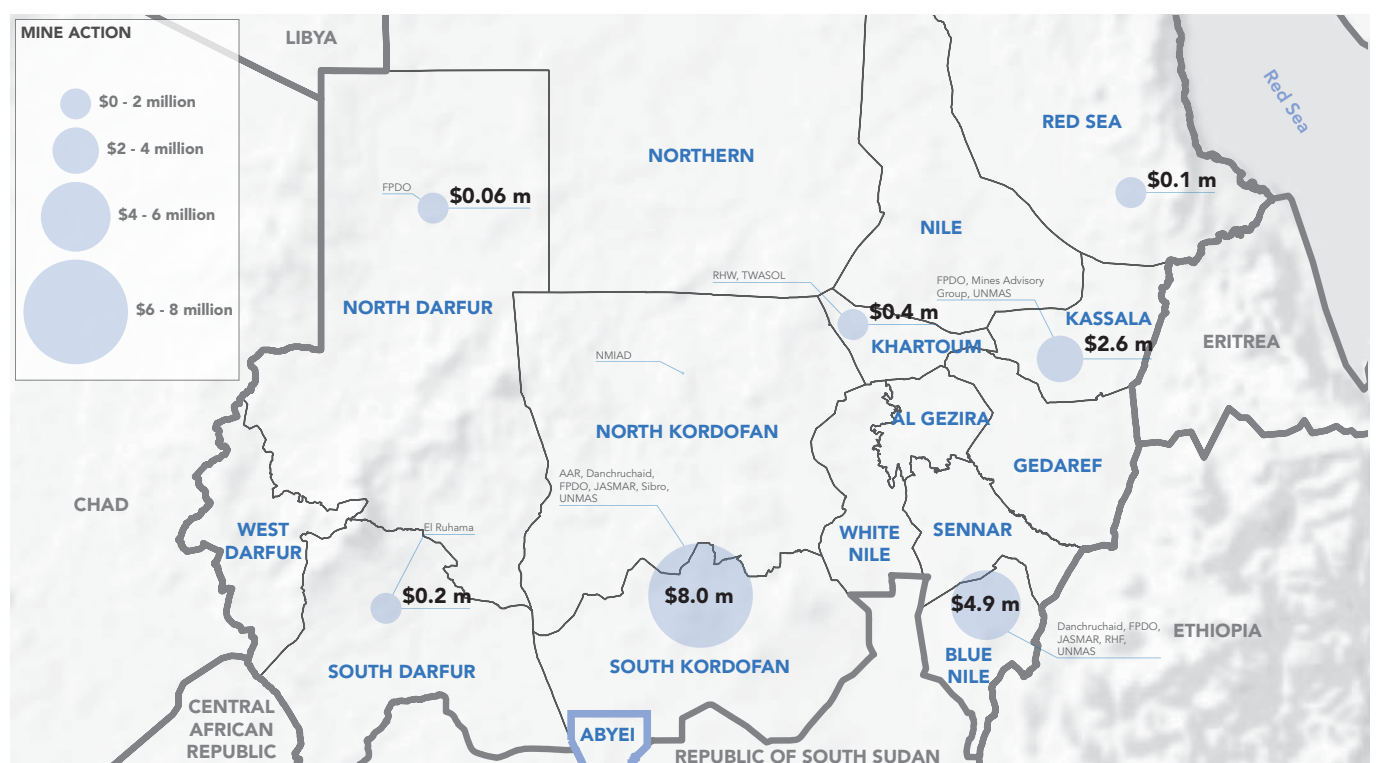 MINE ACTION
$0 - 2 million
$2 - 4 million
$4 - 6 million
$6 - 8 million
LIBYA
Red Sea
RED SEA
$0.1 m
NORTHERN
FPDO
$0.06 m
NILE
RHW, TWASOL
FPDO, Mines Advisory
Group, UNMAS
NORTH DARFUR
$0.4 m
KHARTOUM
KASSALA
$2.6 m
ERITREA
NMIAD
NORTH KORDOFAN
AL GEZIRA
GEDAREF
AAR, Danchruchaid,
FPDO, JASMAR, Sibro,
UNMAS
CHAD
WEST
DARFUR
El Ruhama
WHITE
NILE
SENNAR
$0.2 m
$8.0 m
$4.9 m
Danchruchaid, FPDO,
JASMAR, RHF,
UNMAS
ETHIOPIA
SOUTH DARFUR
SOUTH KORDOFAN
BLUE
NILE
CENTRAL
AFRICAN
REPUBLIC
ABYEI
REPUBLIC OF SOUTH SUDAN